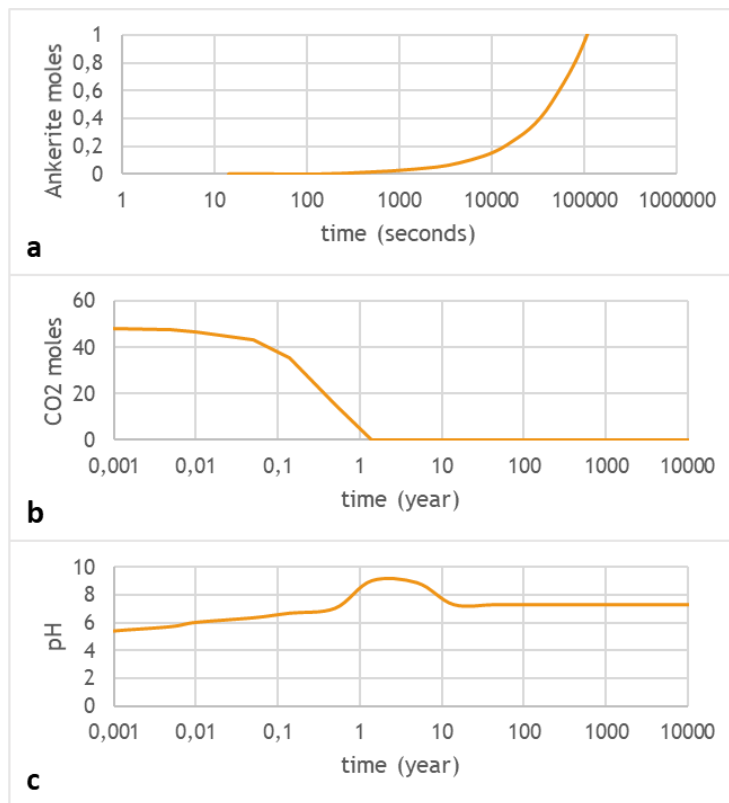 Ankerite moles
1
0,8
0,6
0,4
0,2
0
1 10 100 1000 10000 100000 1000000
time (seconds)
a
CO2 moles
60
40
20
0
0,001 0,01 0,1 1 10 100 1000 10000
time (year)
b
pH
10
8
6
4
2
0
0,001 0,01 0,1 1 10 100 1000 10000
time (year)
c